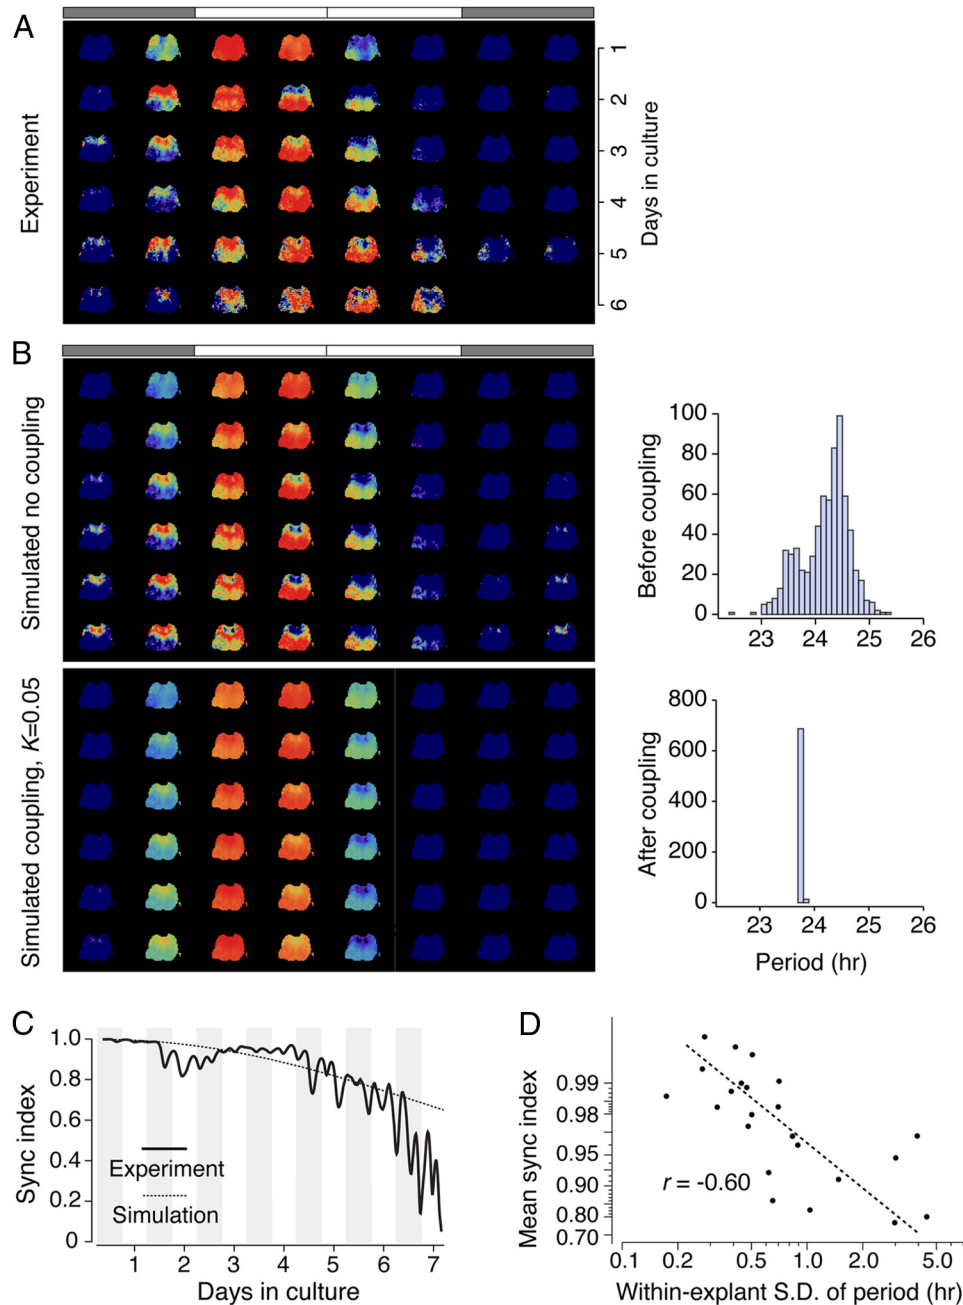 A
Experiment
1
2
3
4
5
6
Days in culture
B
Simulated no coupling
Simulated coupling, K=0.05
Before coupling
100
80
60
40
20
0
23 24 25 26
After coupling
800
600
400
200
0
23 24 25 26
Period (hr)
C
Sync index
1.0
0.8
0.6
0.4
0.2
0
Experiment
Simulation
1 2 3 4 5 6 7
Days in culture
D
Mean sync index
0.99
0.98
0.95
0.90
0.80
0.70
r = -0.60
0.1 0.2 0.5 1.0 2.0 5.0
Within-explant S.D. of period (hr)